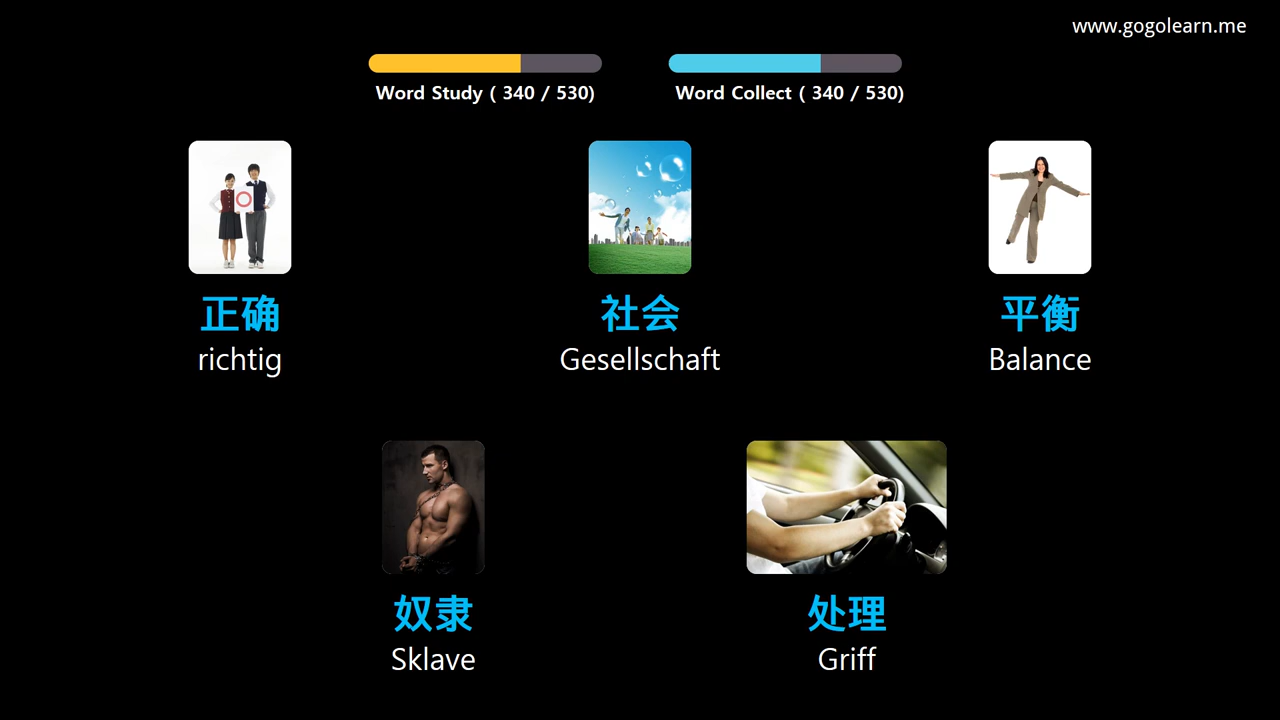 www.gogolearn.me
Word Study ( 340 / 530)
Word Collect ( 340 / 530)
正确
richtig
社会
Gesellschaft
平衡
Balance
奴隶
Sklave
处理
Griff